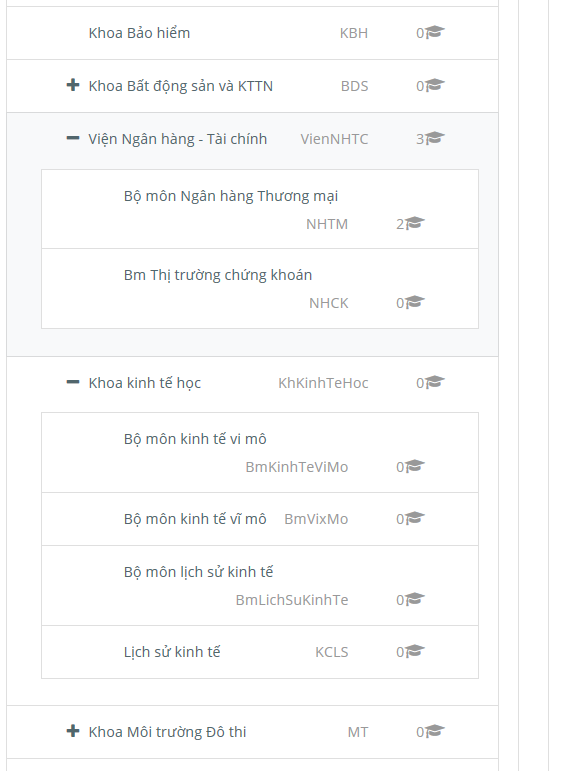 Khoa Bảo hiểm KBH 0
Khoa Bất động sản và KTTN BDS 0
Viện Ngân hàng - Tài chính VienNHTC 3
Bộ môn Ngân hàng Thương mại
NHTM 2
Bm Thị trường chứng khoán
NHCK 0
Khoa kinh tế học KhKinhTeHoc 0
Bộ môn kinh tế vi mô
BmKinhTeViMo 0
Bộ môn kinh tế vĩ mô BmVixMo 0
Bộ môn lịch sử kinh tế
BmLichSuKinhTe 0
Lịch sử kinh tế KCLS 0
Khoa Môi trường Đô thi MT 0